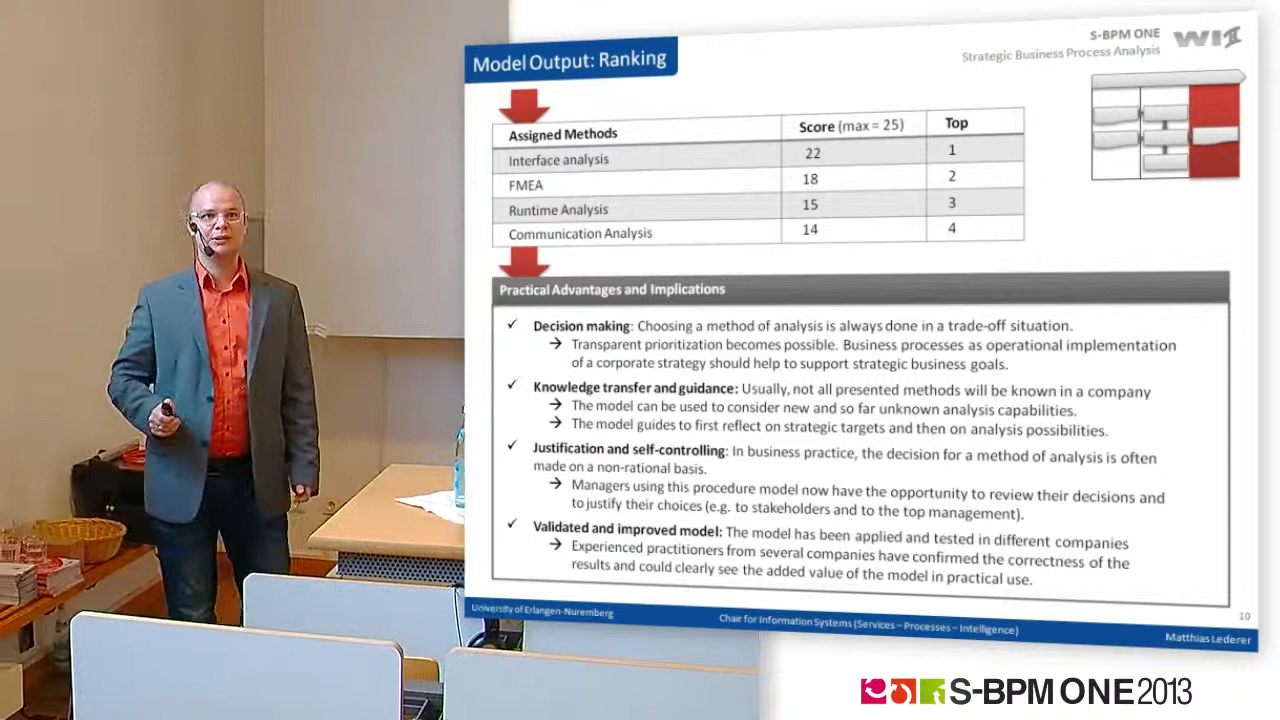 Model Output: Ranking
S-BPM ONE
Strategic Business Process Analysis
WI2
Assigned Methods Score (max = 25) Top
Interface analysis 22 1
FMEA 18 2
Runtime Analysis 15 3
Communication Analysis 14 4
Practical Advantages and Implications
✓ Decision making: Choosing a method of analysis is always done in a trade-off situation.
→ Transparent prioritization becomes possible. Business processes as operational implementation
of a corporate strategy should help to support strategic business goals.
✓ Knowledge transfer and guidance: Usually, not all presented methods will be known in a company
→ The model can be used to consider new and so far unknown analysis capabilities.
→ The model guides to first reflect on strategic targets and then on analysis possibilities.
✓ Justification and self-controlling: In business practice, the decision for a method of analysis is often
made on a non-rational basis.
→ Managers using this procedure model now have the opportunity to review their decisions and
to justify their choices (e.g. to stakeholders and to the top management).
✓ Validated and improved model: The model has been applied and tested in different companies
→ Experienced practitioners from several companies have confirmed the correctness of the
results and could clearly see the added value of the model in practical use.
10
University of Erlangen-Nuremberg Chair for Information Systems (Services – Processes – Intelligence) Matthias Lederer
S-BPM ONE 2013